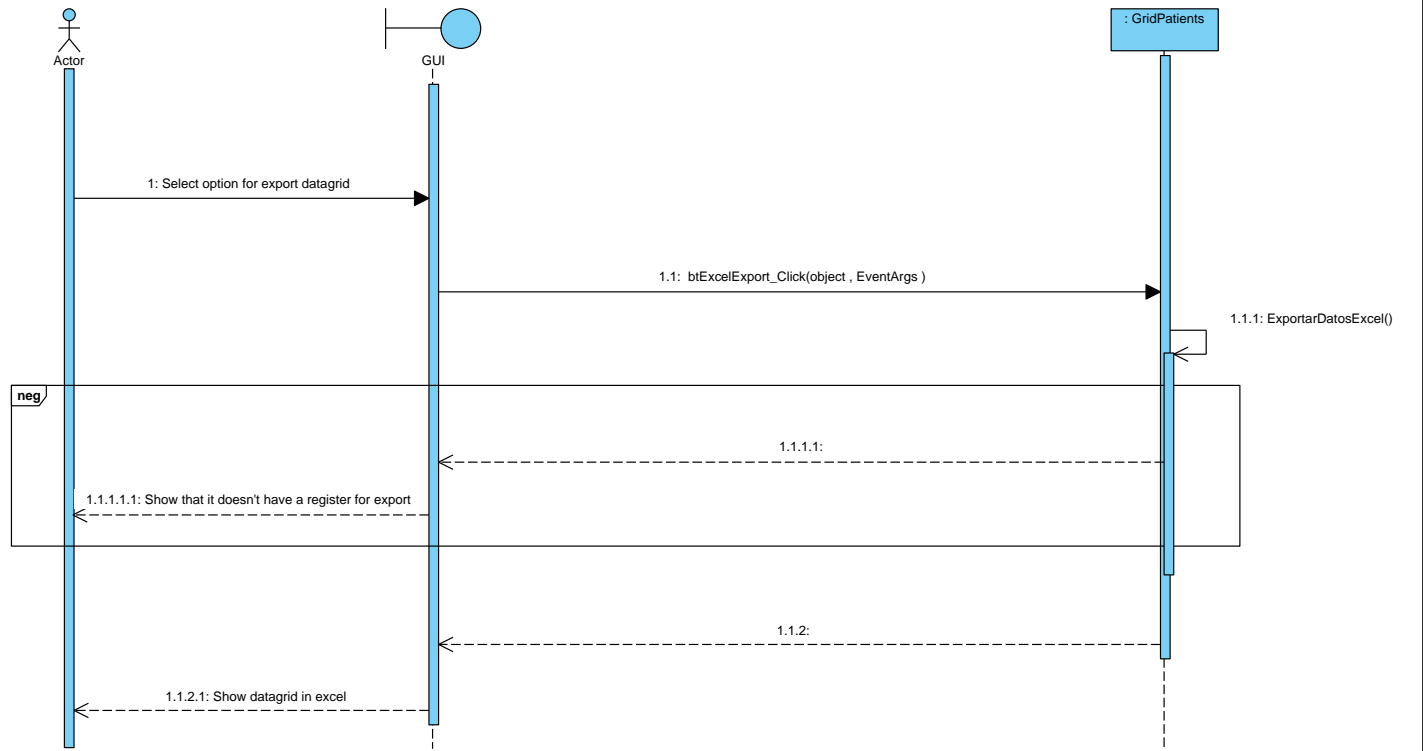 Actor
GUI
: GridPatients
1: Select option for export datagrid
1.1:  btExcelExport_Click(object , EventArgs )
1.1.1: ExportarDatosExcel()
neg
1.1.1.1:
1.1.1.1.1: Show that it doesn't have a register for export
1.1.2:
1.1.2.1: Show datagrid in excel